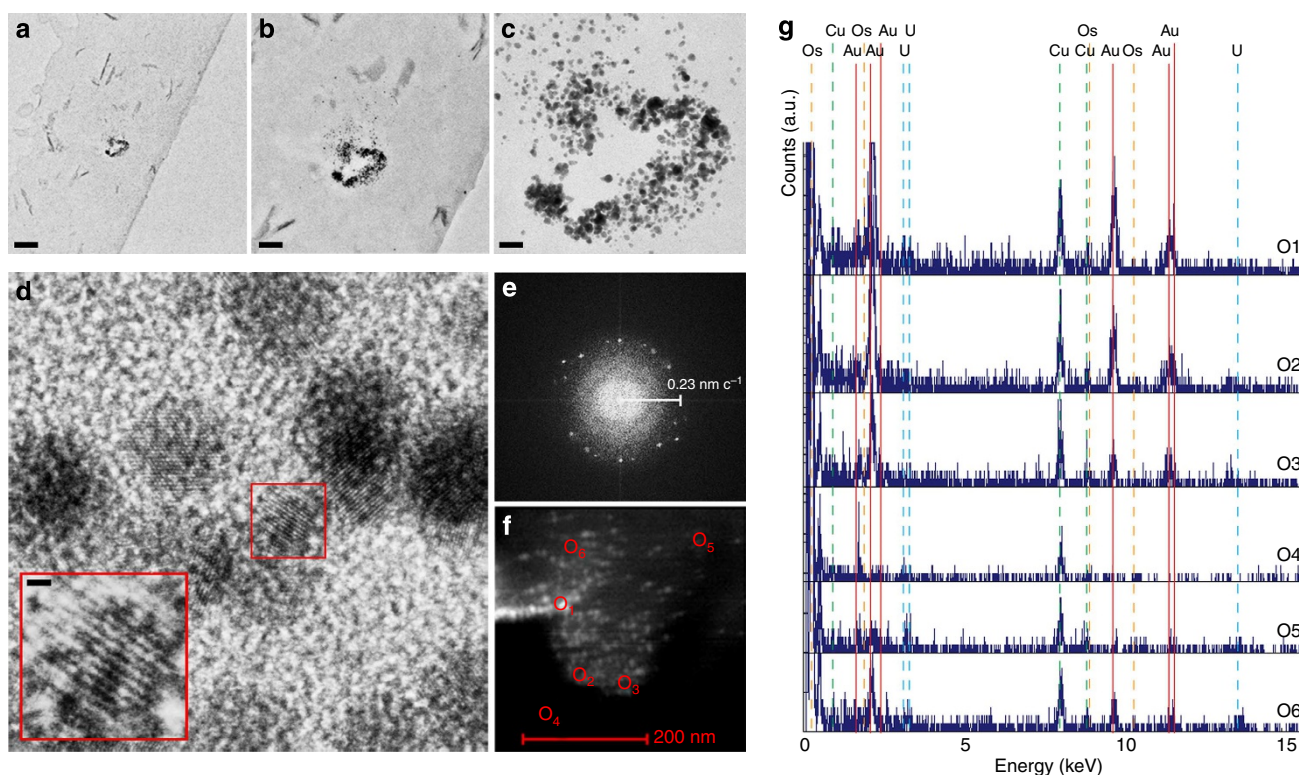 a
b
c
d
e
0.23 nm c⁻¹
f
O₆
O₅
O₁
O₂
O₃
O₄
200 nm
g
Os
Cu U Os Au
Os Cu Au Au U Cu Cu Au Os Au U
Counts (a.u.)
O1
O2
O3
O4
O5
O6
0 5 10 15
Energy (keV)